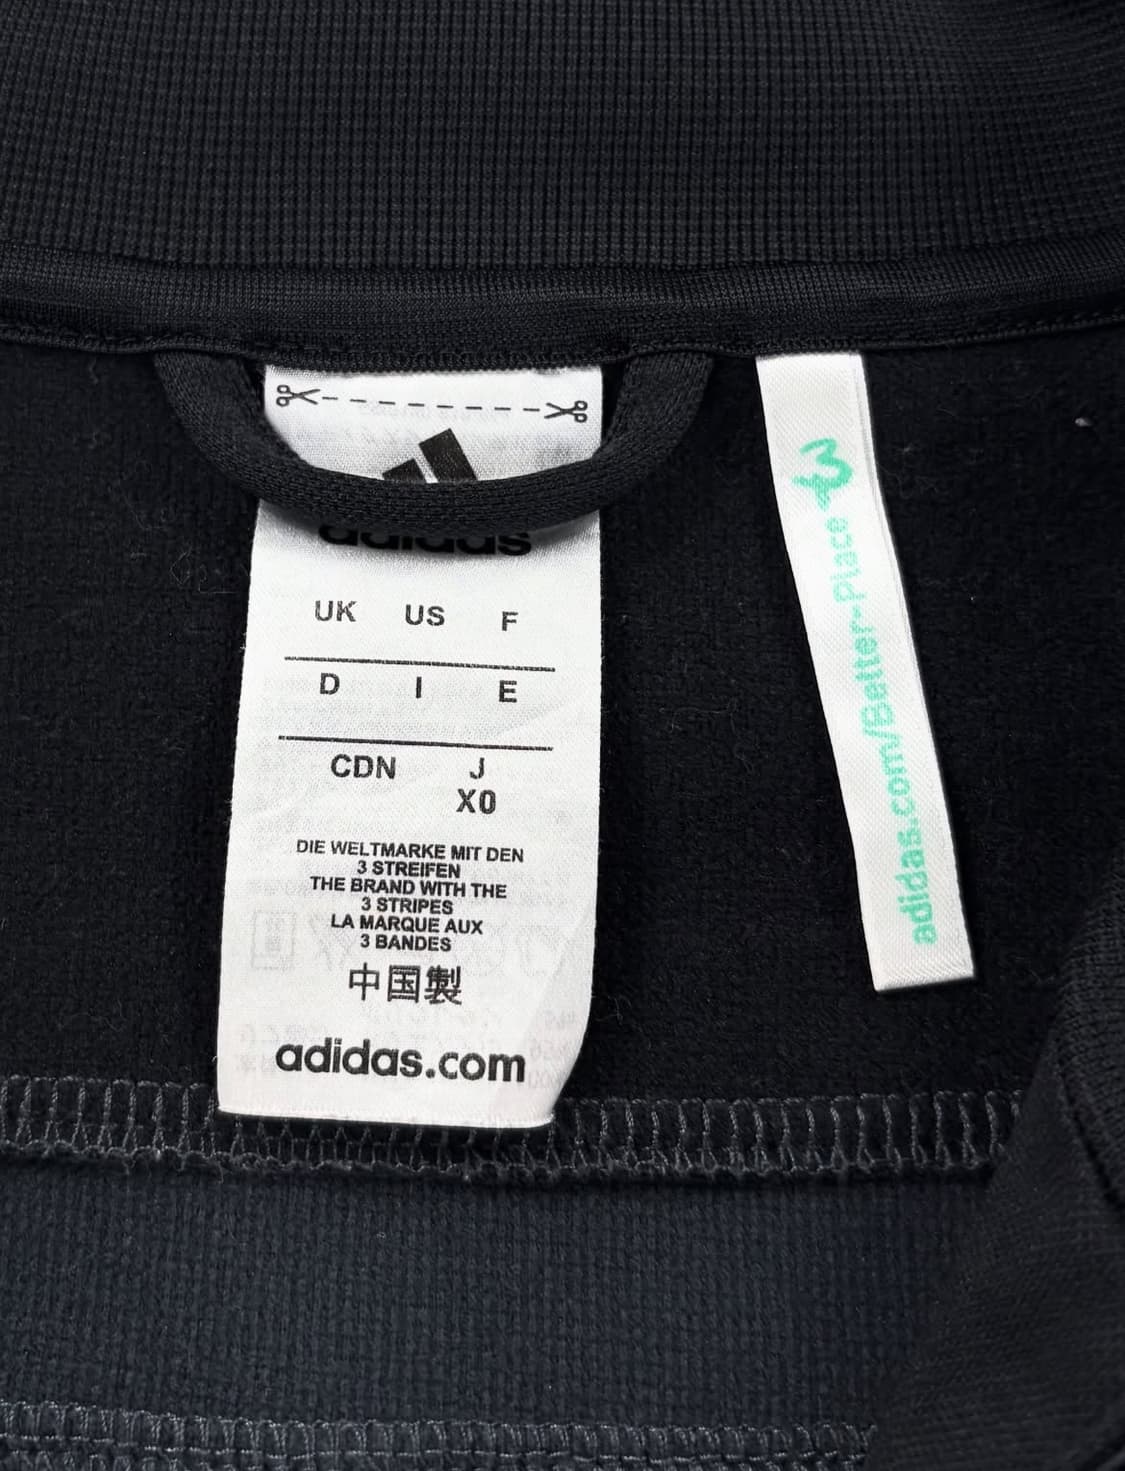 adidas
UK US F
D I E
CDN J
XO
DIE WELTMARKE MIT DEN
3 STREIFEN
THE BRAND WITH THE
3 STRIPES
LA MARQUE AUX
3 BANDES
中国製
adidas.com
adidas.com/Better-Place